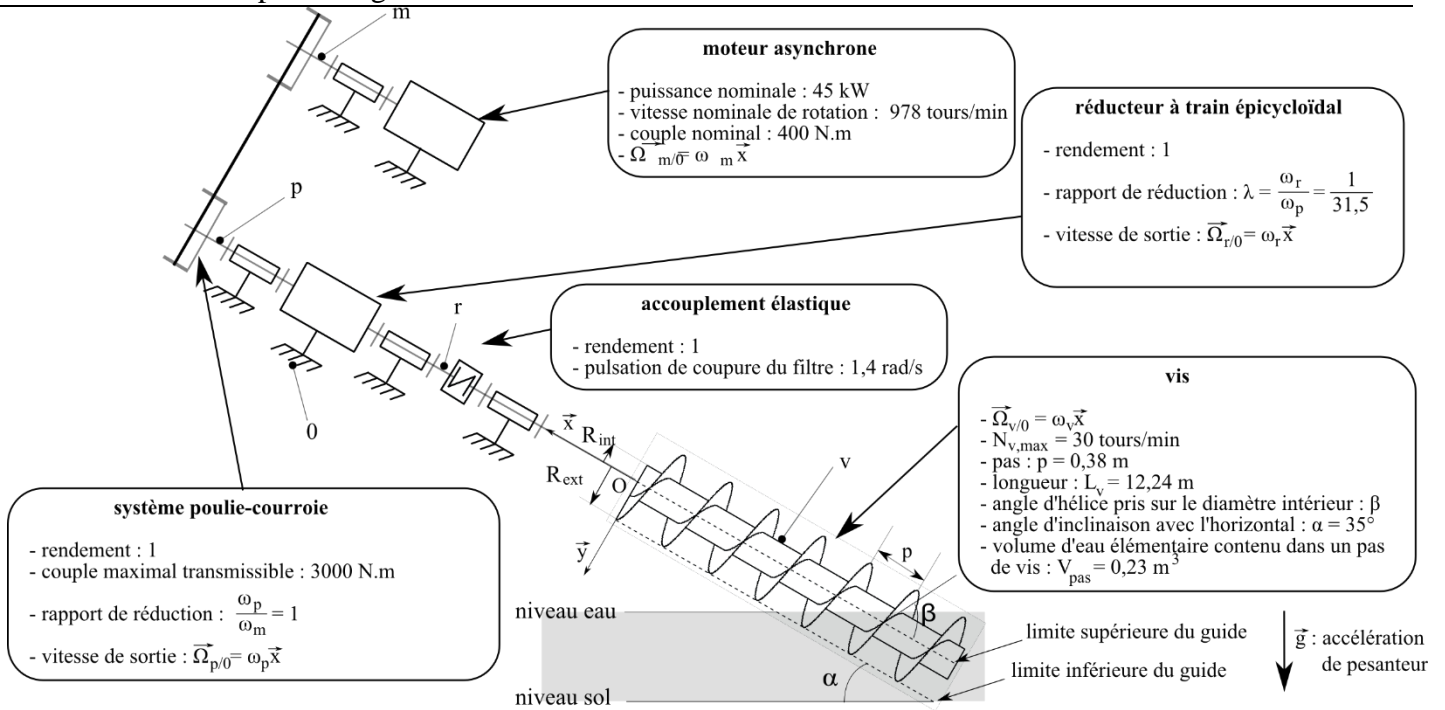 m
moteur asynchrone
- puissance nominale : 45 kW
- vitesse nominale de rotation : 978 tours/min
- couple nominal : 400 N.m
- Ω⃗ m/0 = ω m x⃗
réducteur à train épicycloïdal
- rendement : 1
- rapport de réduction : λ = ωr/ωp = 1/31,5
- vitesse de sortie : Ω⃗r/0 = ωr x⃗
p
accouplement élastique
- rendement : 1
- pulsation de coupure du filtre : 1,4 rad/s
r
0
vis
- Ω⃗v/0 = ωv x⃗
- Nv,max = 30 tours/min
- pas : p = 0,38 m
- longueur : Lv = 12,24 m
- angle d'hélice pris sur le diamètre intérieur : β
- angle d'inclinaison avec l'horizontal : α = 35°
- volume d'eau élémentaire contenu dans un pas
de vis : Vpas = 0,23 m³
x⃗
Rint
Rext
O
v
y⃗
p
β
α
système poulie-courroie
- rendement : 1
- couple maximal transmissible : 3000 N.m
- rapport de réduction : ωp/ωm = 1
- vitesse de sortie : Ω⃗p/0 = ωp x⃗
niveau eau
niveau sol
limite supérieure du guide
limite inférieure du guide
g⃗ : accélération
de pesanteur